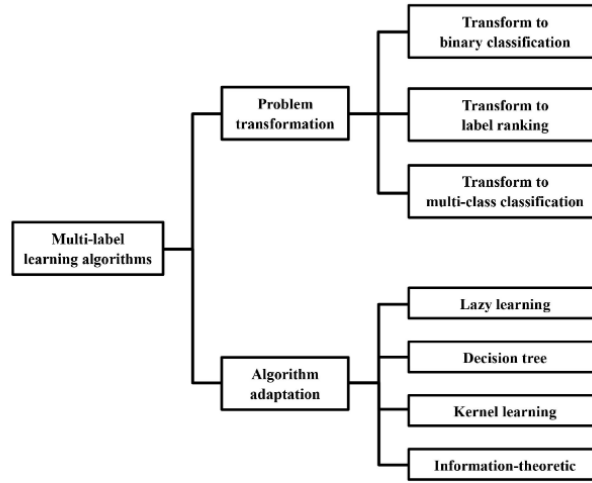 Transform to
binary classification
Problem
transformation
Transform to
label ranking
Transform to
multi-class classification
Multi-label
learning algorithms
Lazy learning
Algorithm
adaptation
Decision tree
Kernel learning
Information-theoretic